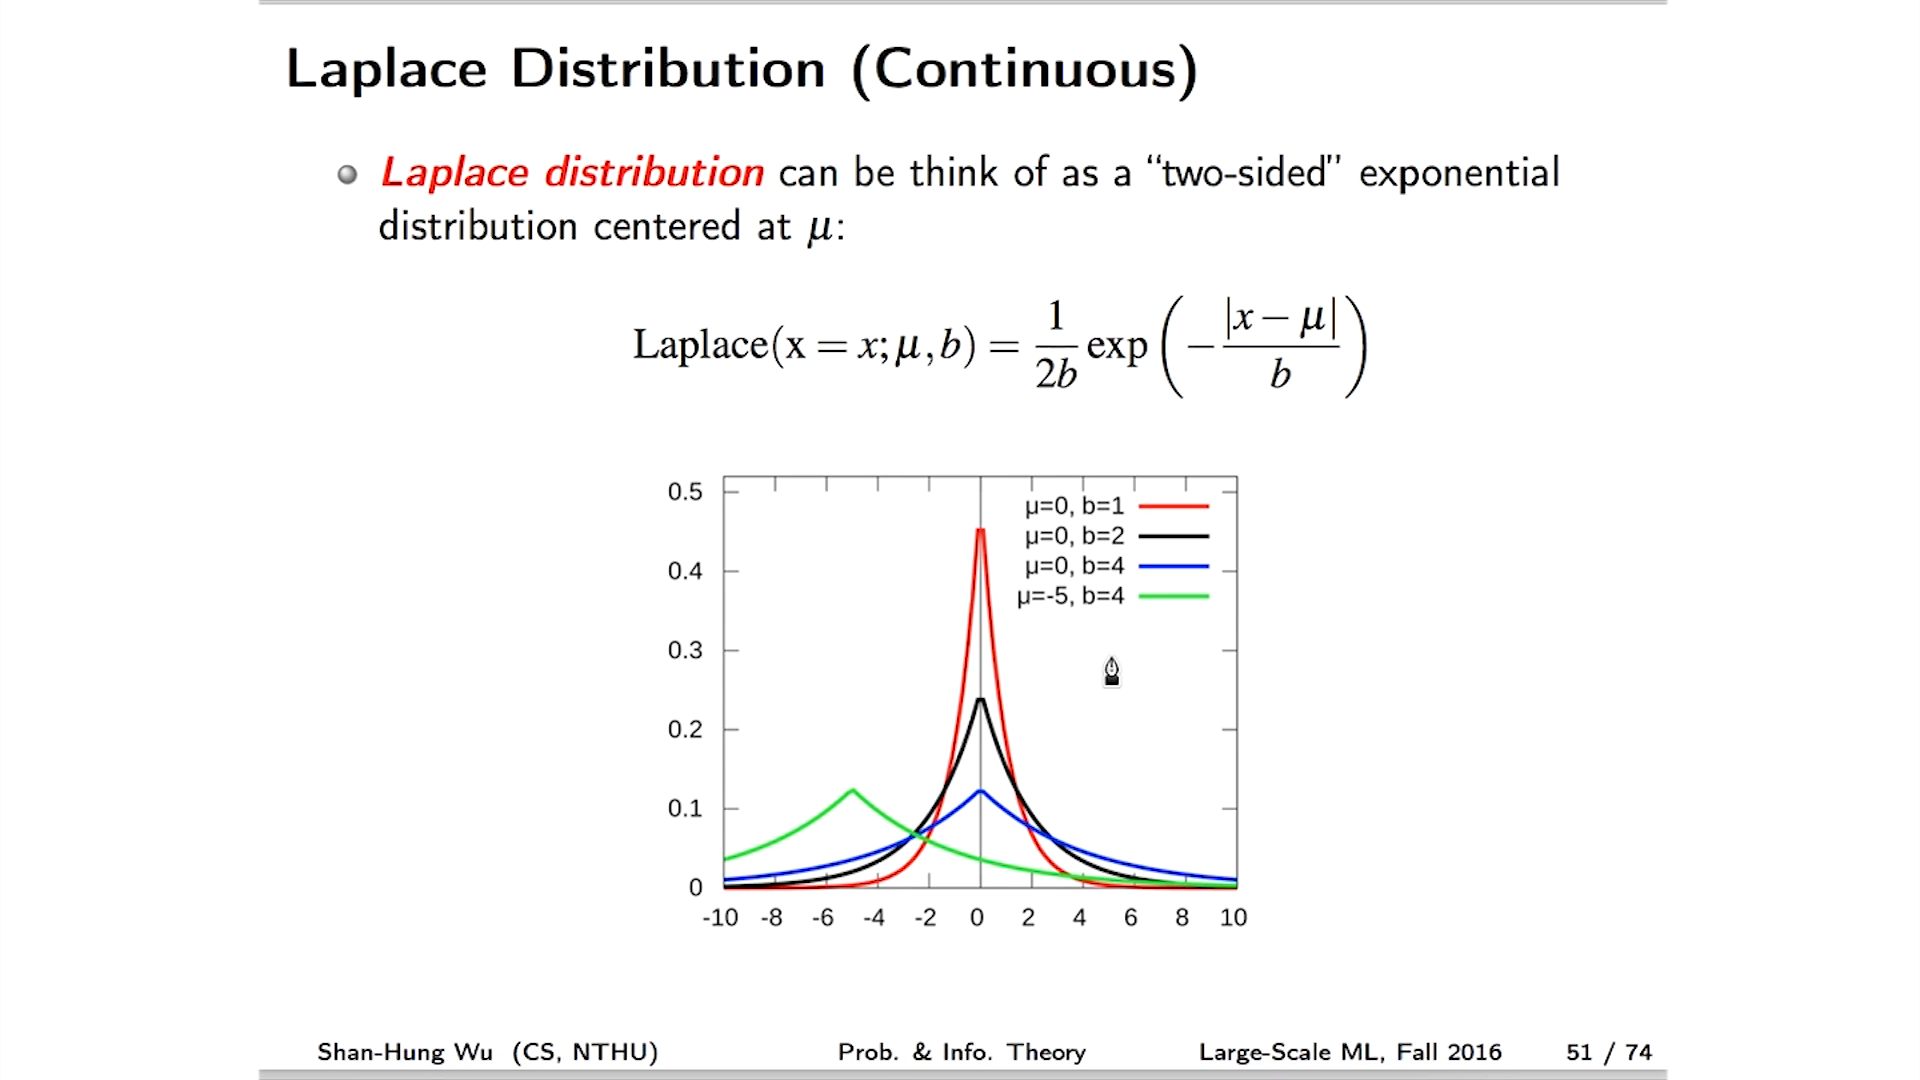 Laplace Distribution (Continuous)
Laplace distribution can be think of as a “two-sided” exponential
distribution centered at μ:
Laplace(x = x; μ, b) = 1/2b exp(−|x − μ|/b)
0.5
0.4
0.3
0.2
0.1
0
μ=0, b=1
μ=0, b=2
μ=0, b=4
μ=-5, b=4
-10 -8 -6 -4 -2 0 2 4 6 8 10
Shan-Hung Wu (CS, NTHU) Prob. & Info. Theory Large-Scale ML, Fall 2016 51 / 74